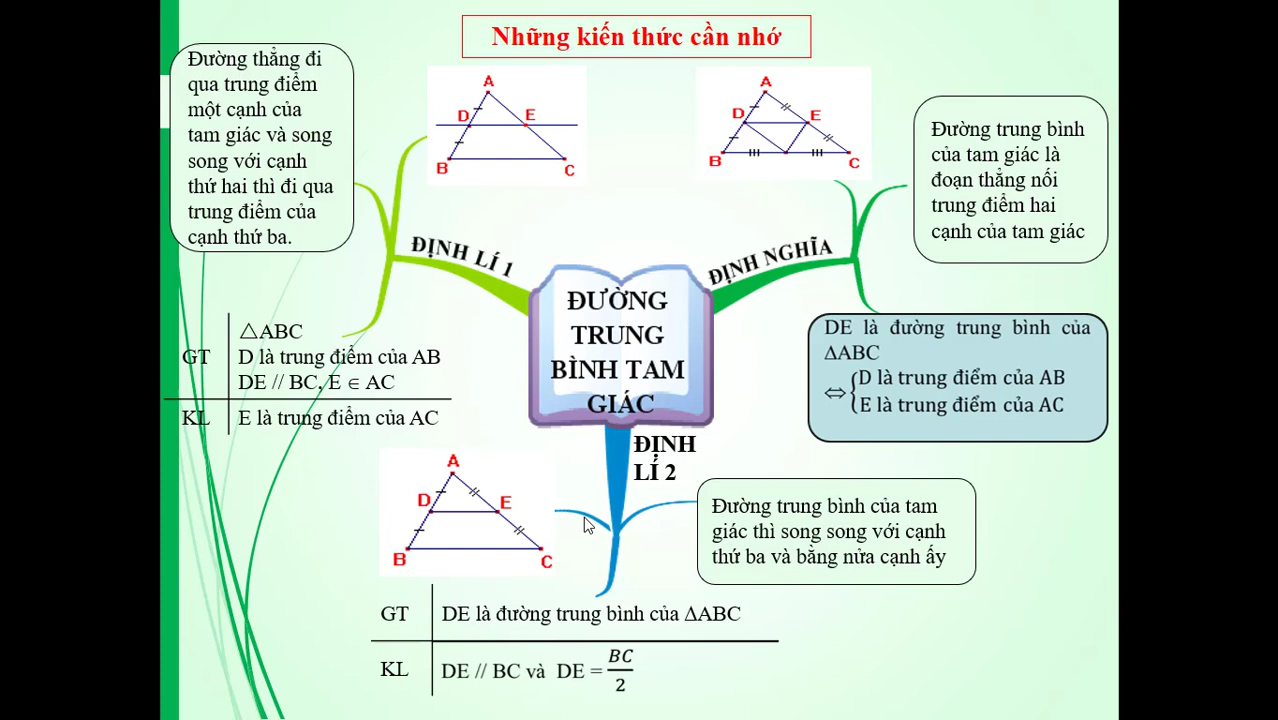 Những kiến thức cần nhớ
Đường thẳng đi
qua trung điểm
một cạnh của
tam giác và song
song với cạnh
thứ hai thì đi qua
trung điểm của
cạnh thứ ba.
A
D
E
B
C
A
D
E
B
C
Đường trung bình
của tam giác là
đoạn thẳng nối
trung điểm hai
cạnh của tam giác
ĐỊNH LÍ 1
ĐỊNH NGHĨA
ĐƯỜNG
TRUNG
BÌNH TAM
GIÁC
△ABC
GT
D là trung điểm của AB
DE // BC, E ∈ AC
KL
E là trung điểm của AC
DE là đường trung bình của
ΔABC
⇔ { D là trung điểm của AB
E là trung điểm của AC
ĐỊNH
LÍ 2
A
D
E
B
C
Đường trung bình của tam
giác thì song song với cạnh
thứ ba và bằng nửa cạnh ấy
GT
DE là đường trung bình của ΔABC
KL
DE // BC và DE = BC/2